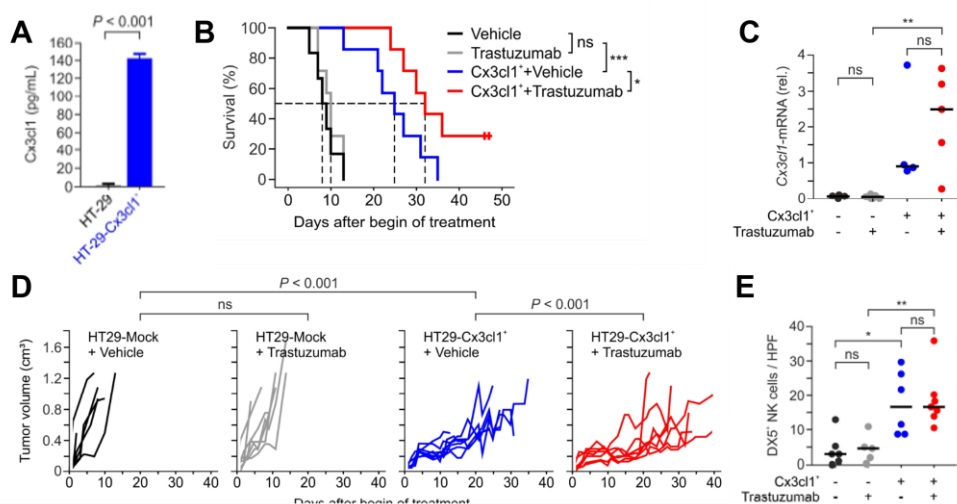 A
P < 0.001
160
140
120
100
80
60
40
20
0
Cx3cl1 (pg/mL)
HT-29
HT-29-Cx3cl1⁺
B
100
80
60
40
20
0
Survival (%)
0 10 20 30 40 50
Days after begin of treatment
Vehicle
Trastuzumab
Cx3cl1⁺+Vehicle
Cx3cl1⁺+Trastuzumab
ns
***
*
C
**
ns
ns
4
3
2
1
0
Cx3cl1-mRNA (rel.)
Cx3cl1⁺ - - + +
Trastuzumab - + - +
D
P < 0.001
ns
P < 0.001
HT29-Mock
+ Vehicle
HT29-Mock
+ Trastuzumab
HT29-Cx3cl1⁺
+ Vehicle
HT29-Cx3cl1⁺
+ Trastuzumab
1.6
1.2
0.8
0.4
0
Tumor volume (cm³)
0 10 20 30 40
0 10 20 30 40
0 10 20 30 40
0 10 20 30 40
Days after begin of treatment
E
**
*
ns
ns
40
30
20
10
0
DX5⁺ NK cells / HPF
Cx3cl1⁺ - - + +
Trastuzumab - + - +